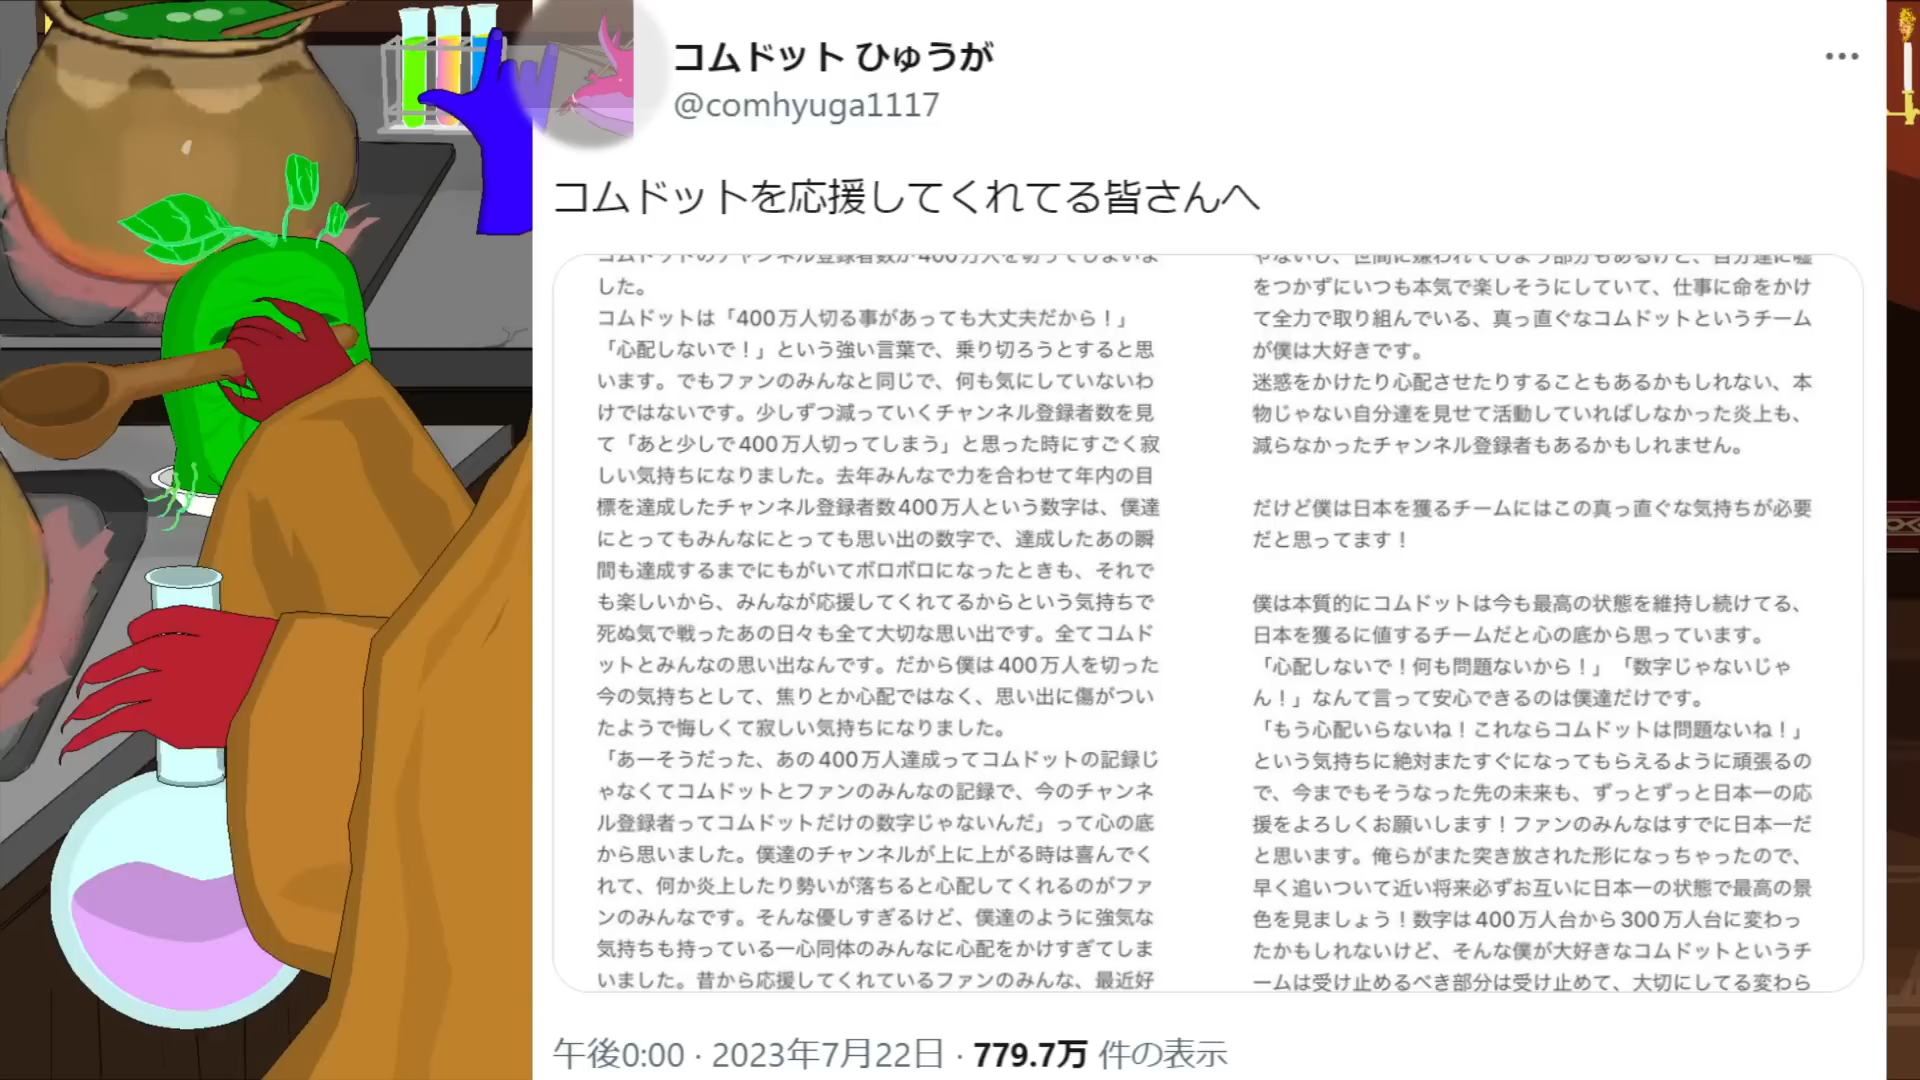 コムドット ひゅうが
@comhyuga1117
コムドットを応援してくれてる皆さんへ
コムドットのチャンネル登録者数が400万人を切ってしまいま
した。
コムドットは「400万人切る事があっても大丈夫だから！」
「心配しないで！」という強い言葉で、乗り切ろうとすると思
います。でもファンのみんなと同じで、何も気にしていないわ
けではないです。少しずつ減っていくチャンネル登録者数を見
て「あと少しで400万人切ってしまう」と思った時にすごく寂
しい気持ちになりました。去年みんなで力を合わせて年内の目
標を達成したチャンネル登録者数400万人という数字は、僕達
にとってもみんなにとっても思い出の数字で、達成したあの瞬
間も達成するまでにもがいてボロボロになったときも、それで
も楽しいから、みんなが応援してくれてるからという気持ちで
死ぬ気で戦ったあの日々も全て大切な思い出です。全てコムド
ットとみんなの思い出なんです。だから僕は400万人を切った
今の気持ちとして、焦りとか心配ではなく、思い出に傷がつい
たようで悔しくて寂しい気持ちになりました。
「あーそうだった、あの400万人達成ってコムドットの記録じ
ゃなくてコムドットとファンのみんなの記録で、今のチャンネ
ル登録者ってコムドットだけの数字じゃないんだ」って心の底
から思いました。僕達のチャンネルが上に上がる時は喜んでく
れて、何か炎上したり勢いが落ちると心配してくれるのがファ
ンのみんなです。そんな優しすぎるけど、僕達のように強気な
気持ちも持っている一心同体のみんなに心配をかけすぎてしま
いました。昔から応援してくれているファンのみんな、最近好
ゃないし、世間に嫌われてしまう部分もあるけど、自分達に嘘
をつかずにいつも本気で楽しそうにしていて、仕事に命をかけ
て全力で取り組んでいる、真っ直ぐなコムドットというチーム
が僕は大好きです。
迷惑をかけたり心配させたりすることもあるかもしれない、本
物じゃない自分達を見せて活動していればしなかった炎上も、
減らなかったチャンネル登録者もあるかもしれません。
だけど僕は日本を獲るチームにはこの真っ直ぐな気持ちが必要
だと思ってます！
僕は本質的にコムドットは今も最高の状態を維持し続けてる、
日本を獲るに値するチームだと心の底から思っています。
「心配しないで！何も問題ないから！」「数字じゃないじゃ
ん！」なんて言って安心できるのは僕達だけです。
「もう心配いらないね！これならコムドットは問題ないね！」
という気持ちに絶対またすぐになってもらえるように頑張るの
で、今までもそうなった先の未来も、ずっとずっと日本一の応
援をよろしくお願いします！ファンのみんなはすでに日本一だ
と思います。俺らがまた突き放された形になっちゃったので、
早く追いついて近い将来必ずお互いに日本一の状態で最高の景
色を見ましょう！数字は400万人台から300万人台に変わっ
たかもしれないけど、そんな僕が大好きなコムドットというチ
ームは受け止めるべき部分は受け止めて、大切にしてる変わら
午後0:00 · 2023年7月22日 · 779.7万 件の表示